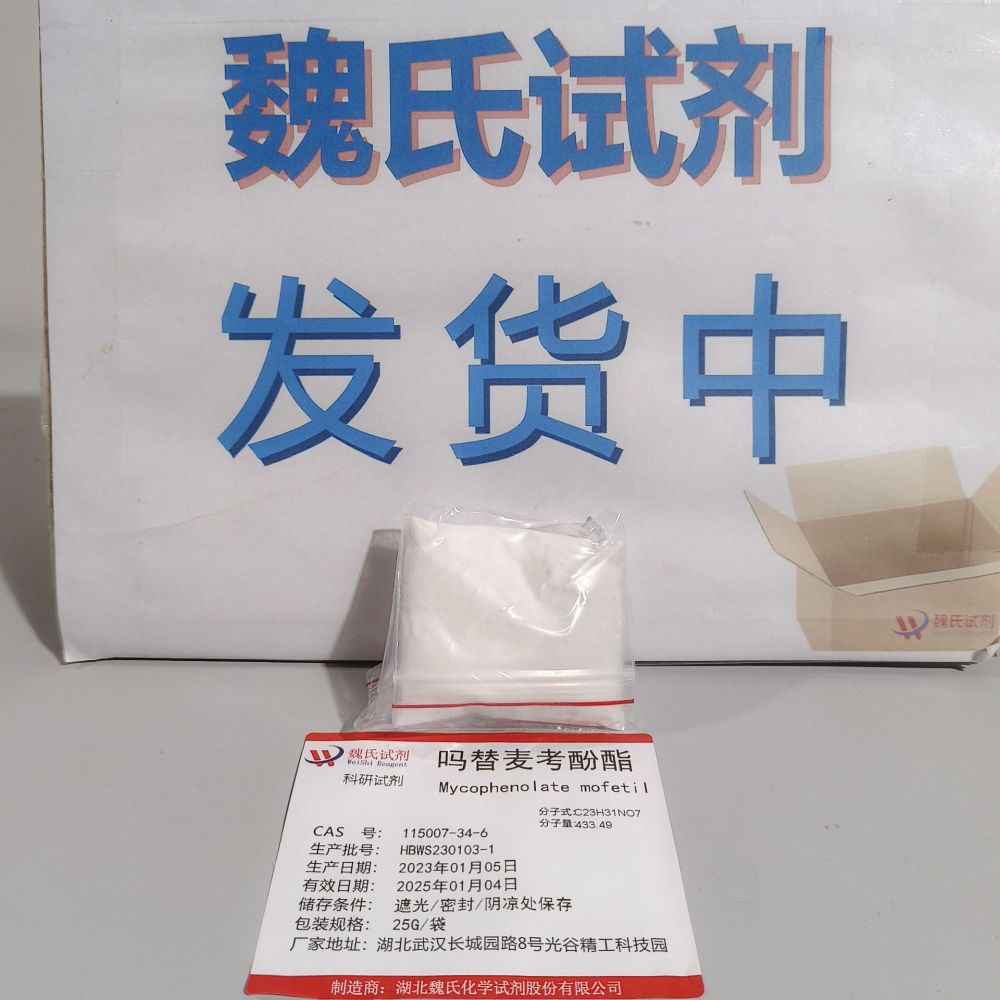 魏氏试剂
发货中
魏氏试剂
WeiShi Reagent
魏氏试剂
WeiShi Reagent
科研试剂
吗替麦考酚酯
Mycophenolate mofetil
分子式:C23H31NO7
分子量:433.49
CAS 号: 115007-34-6
生产批号: HBWS230103-1
生产日期: 2023年01月05日
有效日期: 2025年01月04日
储存条件: 遮光/密封/阴凉处保存
包装规格: 25G/袋
厂家地址: 湖北武汉长城园路8号光谷精工科技园
制造商: 湖北魏氏化学试剂股份有限公司